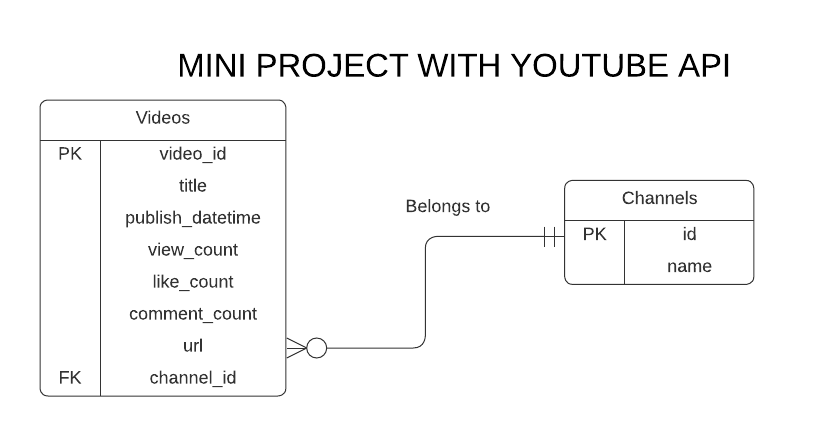 MINI PROJECT WITH YOUTUBE API
Videos
PK video_id
title
publish_datetime
view_count
like_count
comment_count
url
FK channel_id
Belongs to
Channels
PK id
name